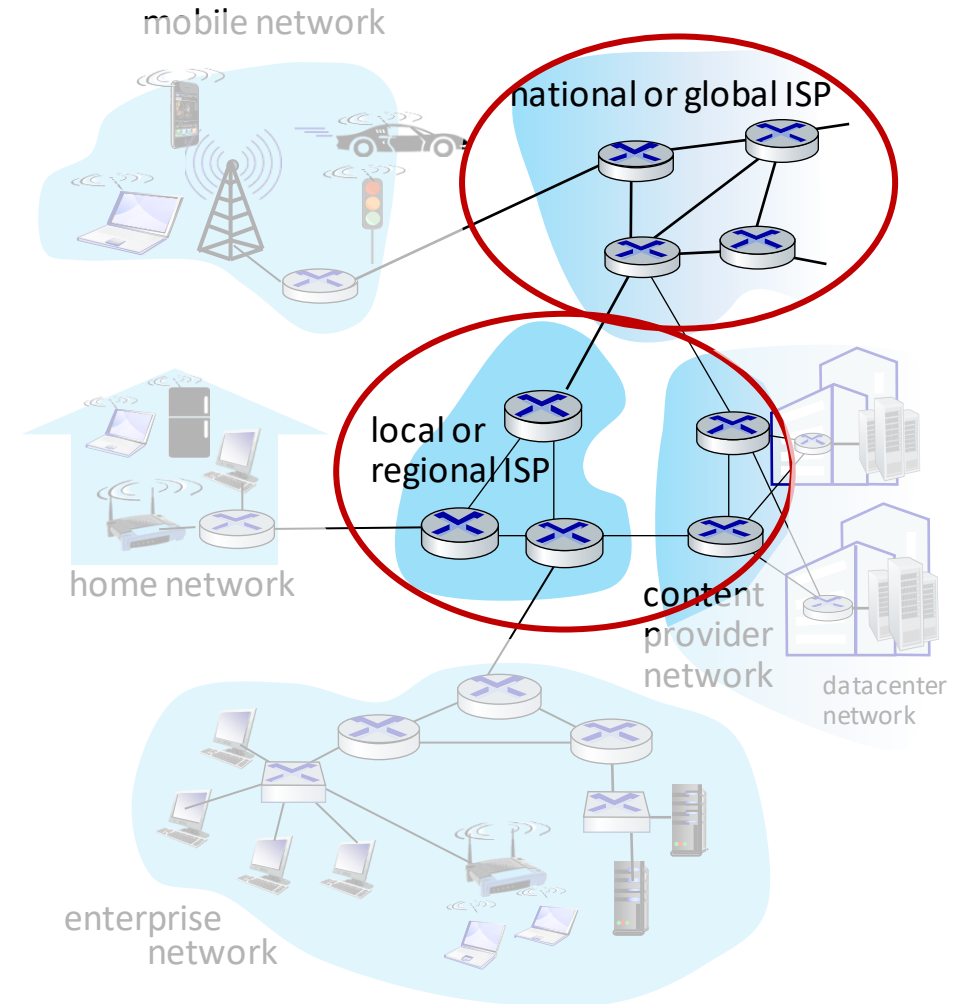 mobile network
national or global ISP
local or
regional ISP
home network
content
provider
network
datacenter
network
enterprise
network